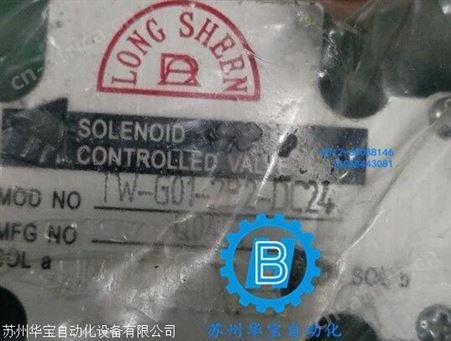 LONG SHERN
SOLENOID
CONTROLLED VALVE
MOD NO TW-G01-2B2-DC24
MFG NO
SOL a
SOL b
B
苏州华宝自动化设备有限公司
苏州华宝自动化